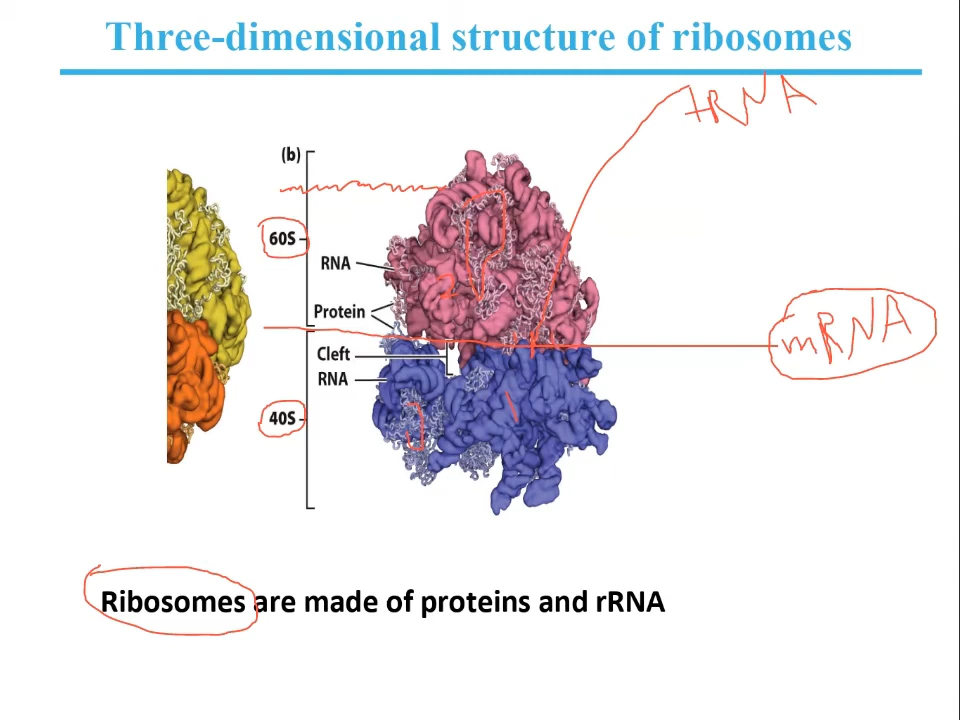 Three-dimensional structure of ribosomes
tRNA
(b)
60S
RNA
Protein
mRNA
Cleft
RNA
40S
Ribosomes are made of proteins and rRNA